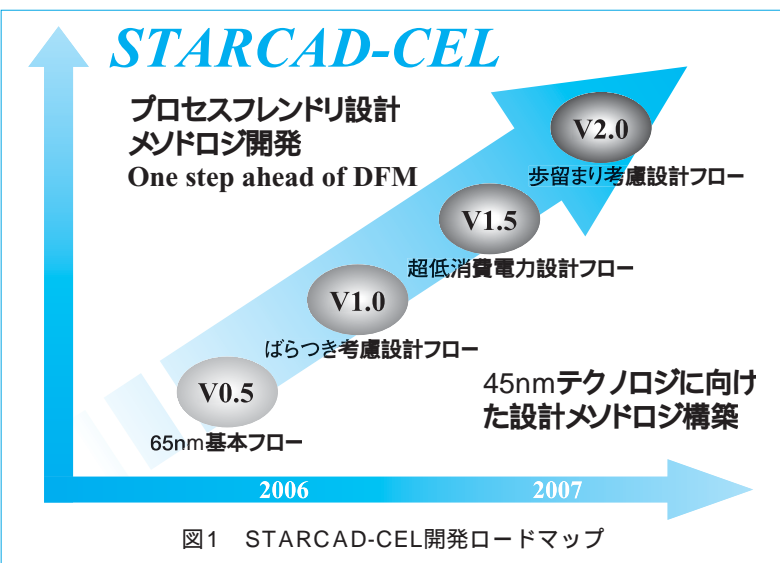 STARCAD-CEL
プロセスフレンドリ設計
メソドロジ開発
One step ahead of DFM
V2.0
歩留まり考慮設計フロー
V1.5
超低消費電力設計フロー
V1.0
ばらつき考慮設計フロー
V0.5
65nm基本フロー
45nmテクノロジに向け
た設計メソドロジ構築
2006 2007
図1 STARCAD-CEL開発ロードマップ